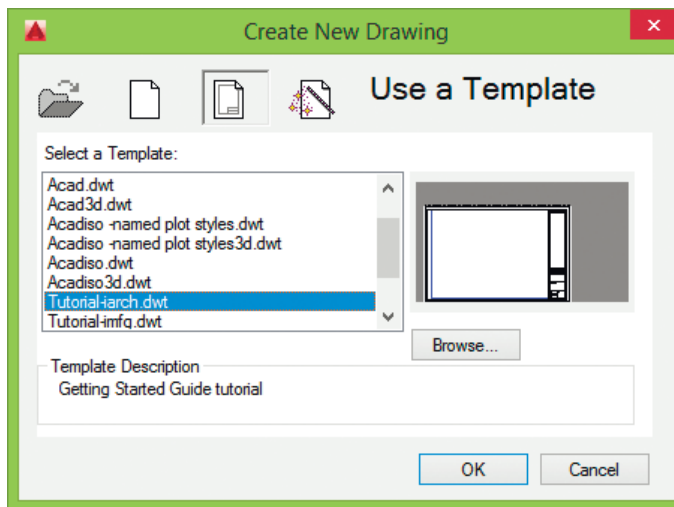 Create New Drawing
Use a Template
Select a Template:
Acad.dwt
Acad3d.dwt
Acadiso -named plot styles.dwt
Acadiso -named plot styles3d.dwt
Acadiso.dwt
Acadiso3d.dwt
Tutorial-iarch.dwt
Tutorial-imfg.dwt
Browse...
Template Description
Getting Started Guide tutorial
OK
Cancel